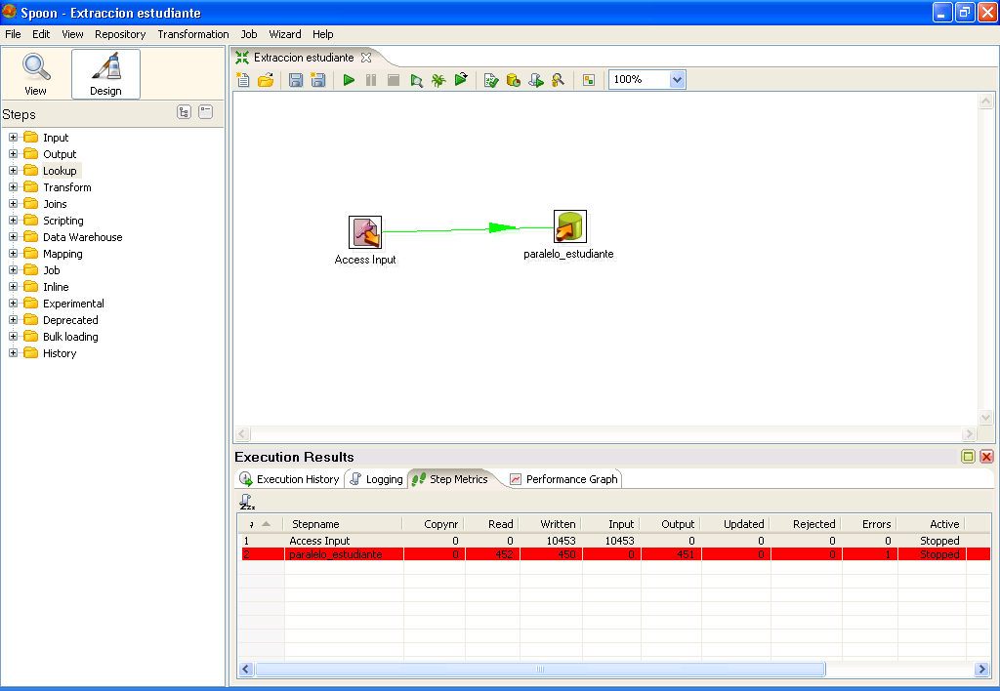 Spoon - Extraccion estudiante
File Edit View Repository Transformation Job Wizard Help
View
Design
Steps
Input
Output
Lookup
Transform
Joins
Scripting
Data Warehouse
Mapping
Job
Inline
Experimental
Deprecated
Bulk loading
History
Extraccion estudiante
100%
Access Input
paralelo_estudiante
Execution Results
Execution History Logging Step Metrics Performance Graph
Stepname Copynr Read Written Input Output Updated Rejected Errors Active
1 Access Input 0 0 10453 10453 0 0 0 0 Stopped
2 paralelo_estudiante 0 452 450 0 451 0 0 1 Stopped